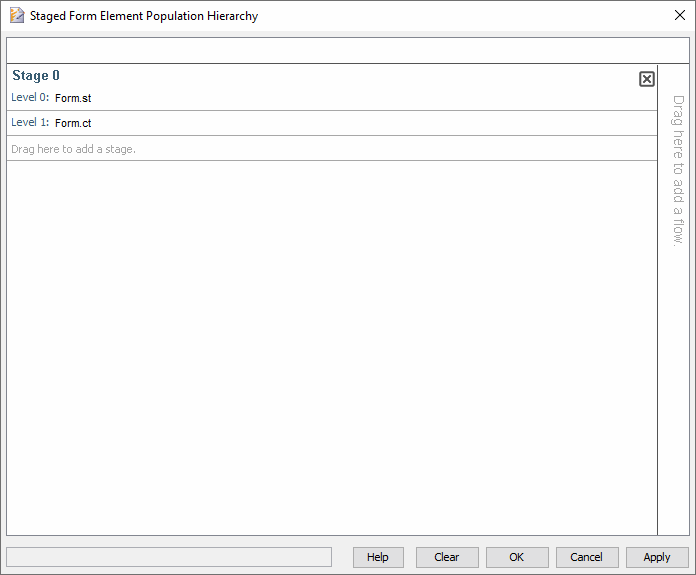 Staged Form Element Population Hierarchy
Stage 0
Level 0: Form.st
Level 1: Form.ct
Drag here to add a stage.
Drag here to add a flow.
Help
Clear
OK
Cancel
Apply